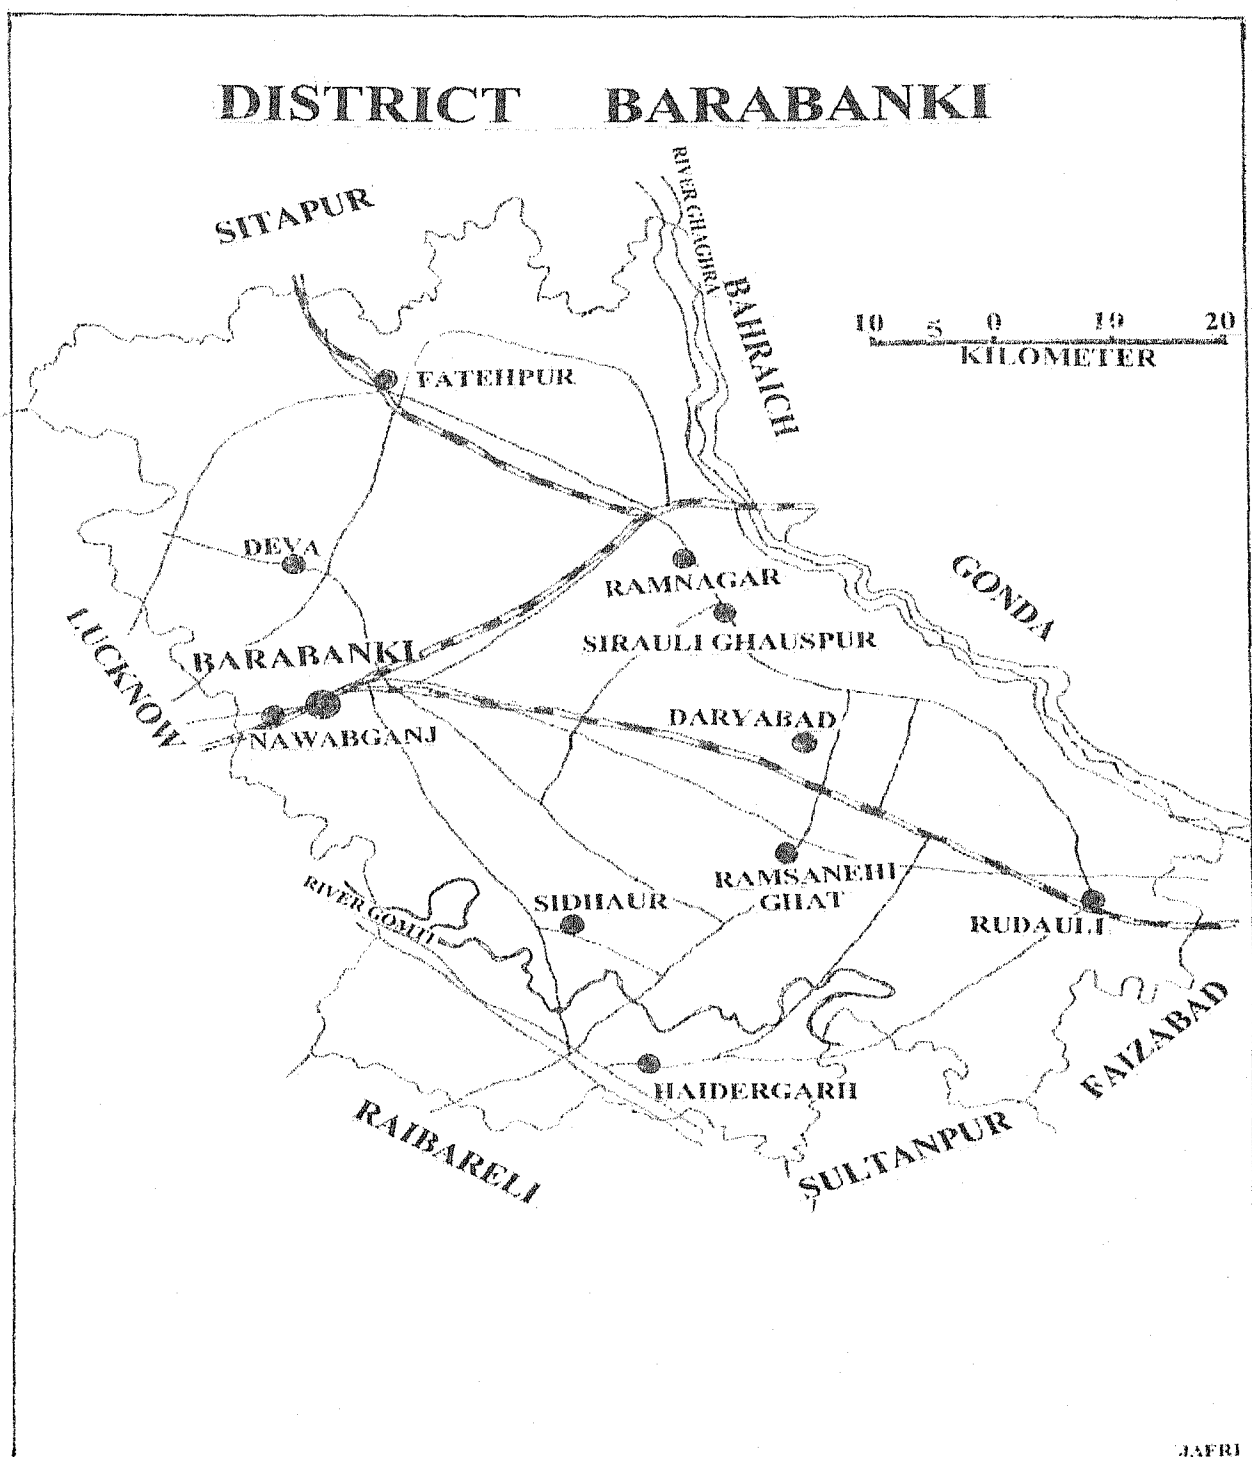 DISTRICT BARABANKI
SITAPUR
RIVER GHAGHRA
BAHRAICH
10 5 0 10 20
KILOMETER
FATEHPUR
DEVA
GONDA
RAMNAGAR
SIRAULI GHAUSPUR
LUCKNOW
BARABANKI
DARYABAD
NAWABGANJ
RAMSANEHI
GHAT
RIVER GOMTI
SIDHAUR
RUDAULI
FAIZABAD
HAIDERGARH
RAIBARELI
SULTANPUR
JAFRI